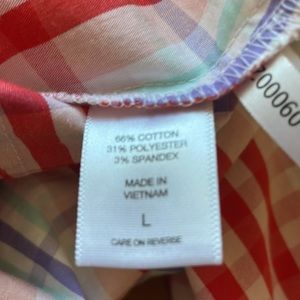 66% COTTON
31% POLYESTER
3% SPANDEX
MADE IN
VIETNAM
L
CARE ON REVERSE